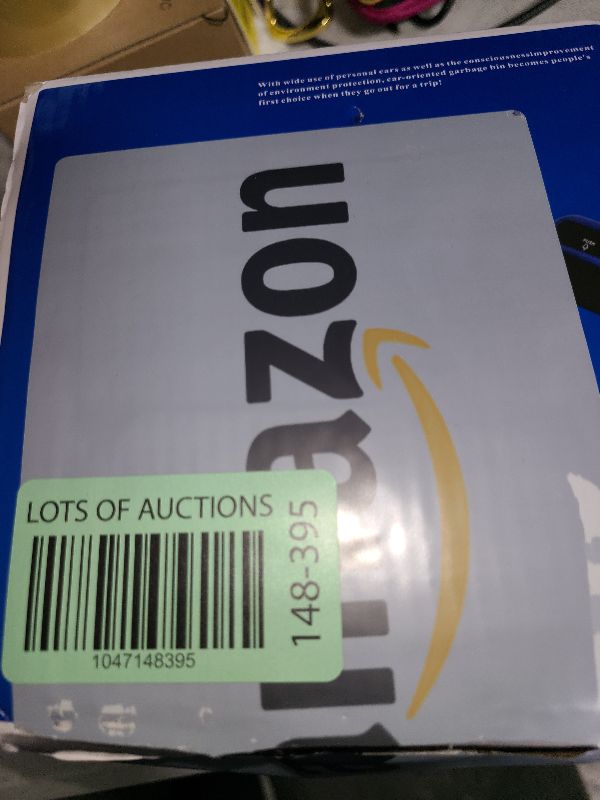 With wide use of personal cars as well as the consciousnessimprovement
of environment protection, car-oriented garbage bin becomes people's
first choice when they go out for a trip!
amazon
LOTS OF AUCTIONS
148-395
1047148395
PUSH